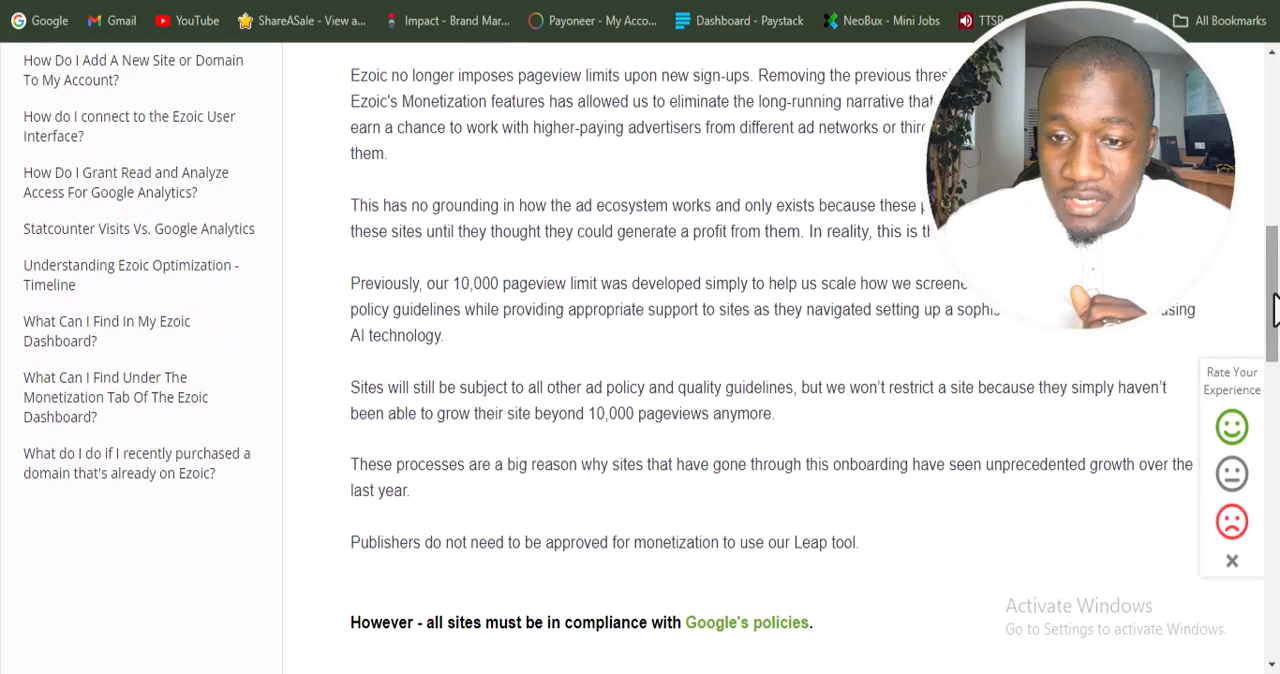 Google
Gmail
YouTube
ShareASale - View a...
Impact - Brand Mar...
Payoneer - My Acco...
Dashboard - Paystack
NeoBux - Mini Jobs
All Bookmarks
How Do I Add A New Site or Domain
To My Account?
How do I connect to the Ezoic User
Interface?
How Do I Grant Read and Analyze
Access For Google Analytics?
Statcounter Visits Vs. Google Analytics
Understanding Ezoic Optimization -
Timeline
What Can I Find In My Ezoic
Dashboard?
What Can I Find Under The
Monetization Tab Of The Ezoic
Dashboard?
What do I do if I recently purchased a
domain that's already on Ezoic?
Ezoic no longer imposes pageview limits upon new sign-ups. Removing the previous
Ezoic's Monetization features has allowed us to eliminate the long-running narrative that
earn a chance to work with higher-paying advertisers from different ad networks or
them.
This has no grounding in how the ad ecosystem works and only exists because these
these sites until they thought they could generate a profit from them. In reality, this is
Previously, our 10,000 pageview limit was developed simply to help us scale how we
policy guidelines while providing appropriate support to sites as they navigated setting up a using
AI technology.
Sites will still be subject to all other ad policy and quality guidelines, but we won't restrict a site because they simply haven't
been able to grow their site beyond 10,000 pageviews anymore.
These processes are a big reason why sites that have gone through this onboarding have seen unprecedented growth over the
last year.
Publishers do not need to be approved for monetization to use our Leap tool.
However - all sites must be in compliance with Google's policies.
Rate Your
Experience
Activate Windows
Go to Settings to activate Windows.